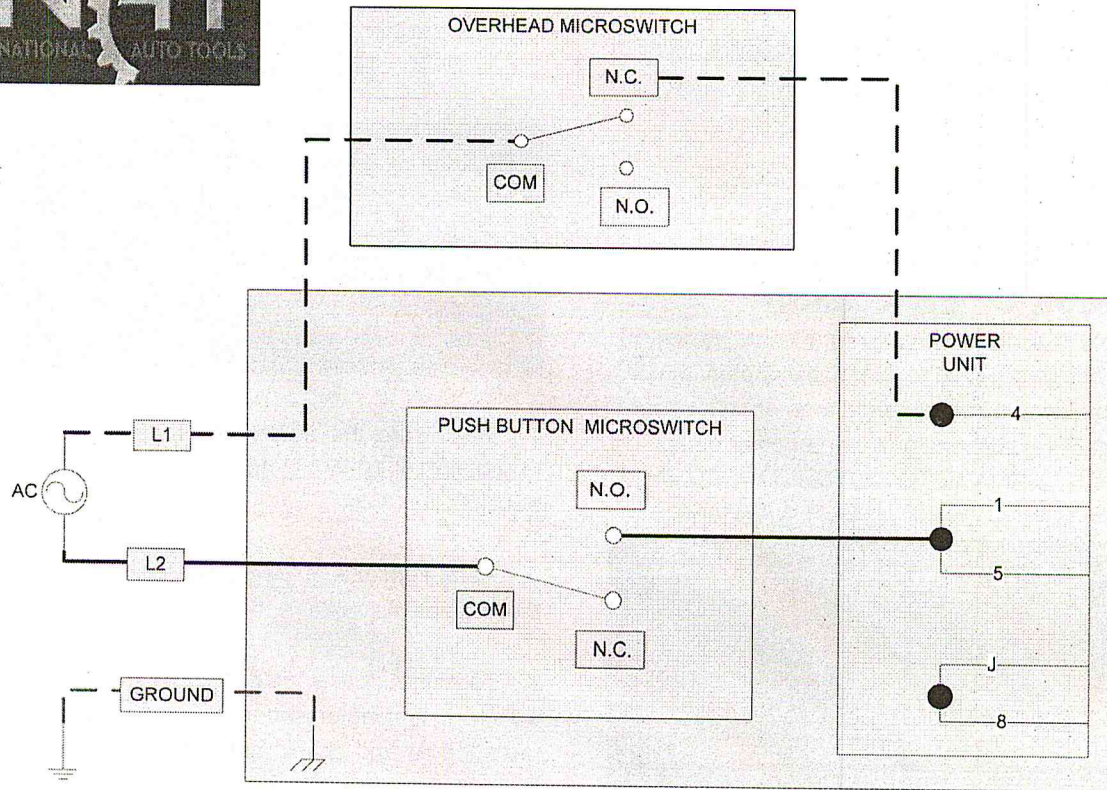 NATIONAL AUTO TOOLS
OVERHEAD MICROSWITCH
N.C.
COM
N.O.
POWER
UNIT
4
L1
PUSH BUTTON MICROSWITCH
AC
N.O.
1
L2
5
COM
N.C.
J
GROUND
8